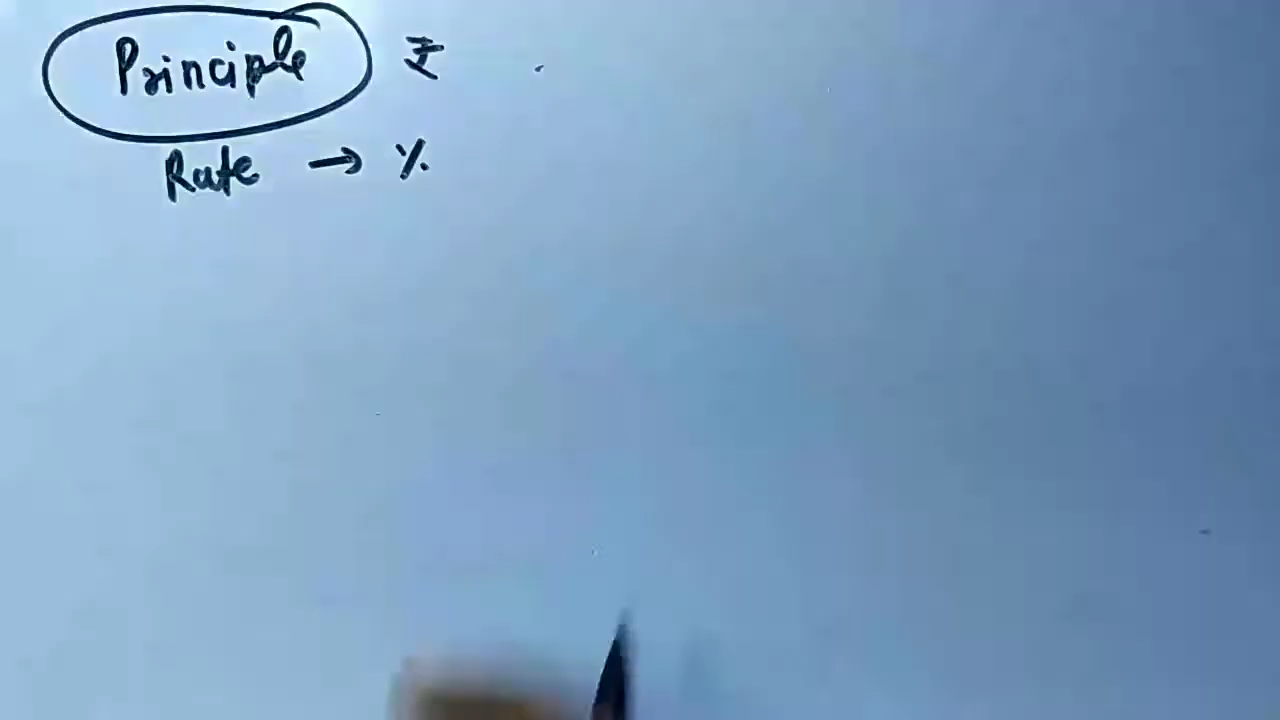 Principle ₹
Rate → %